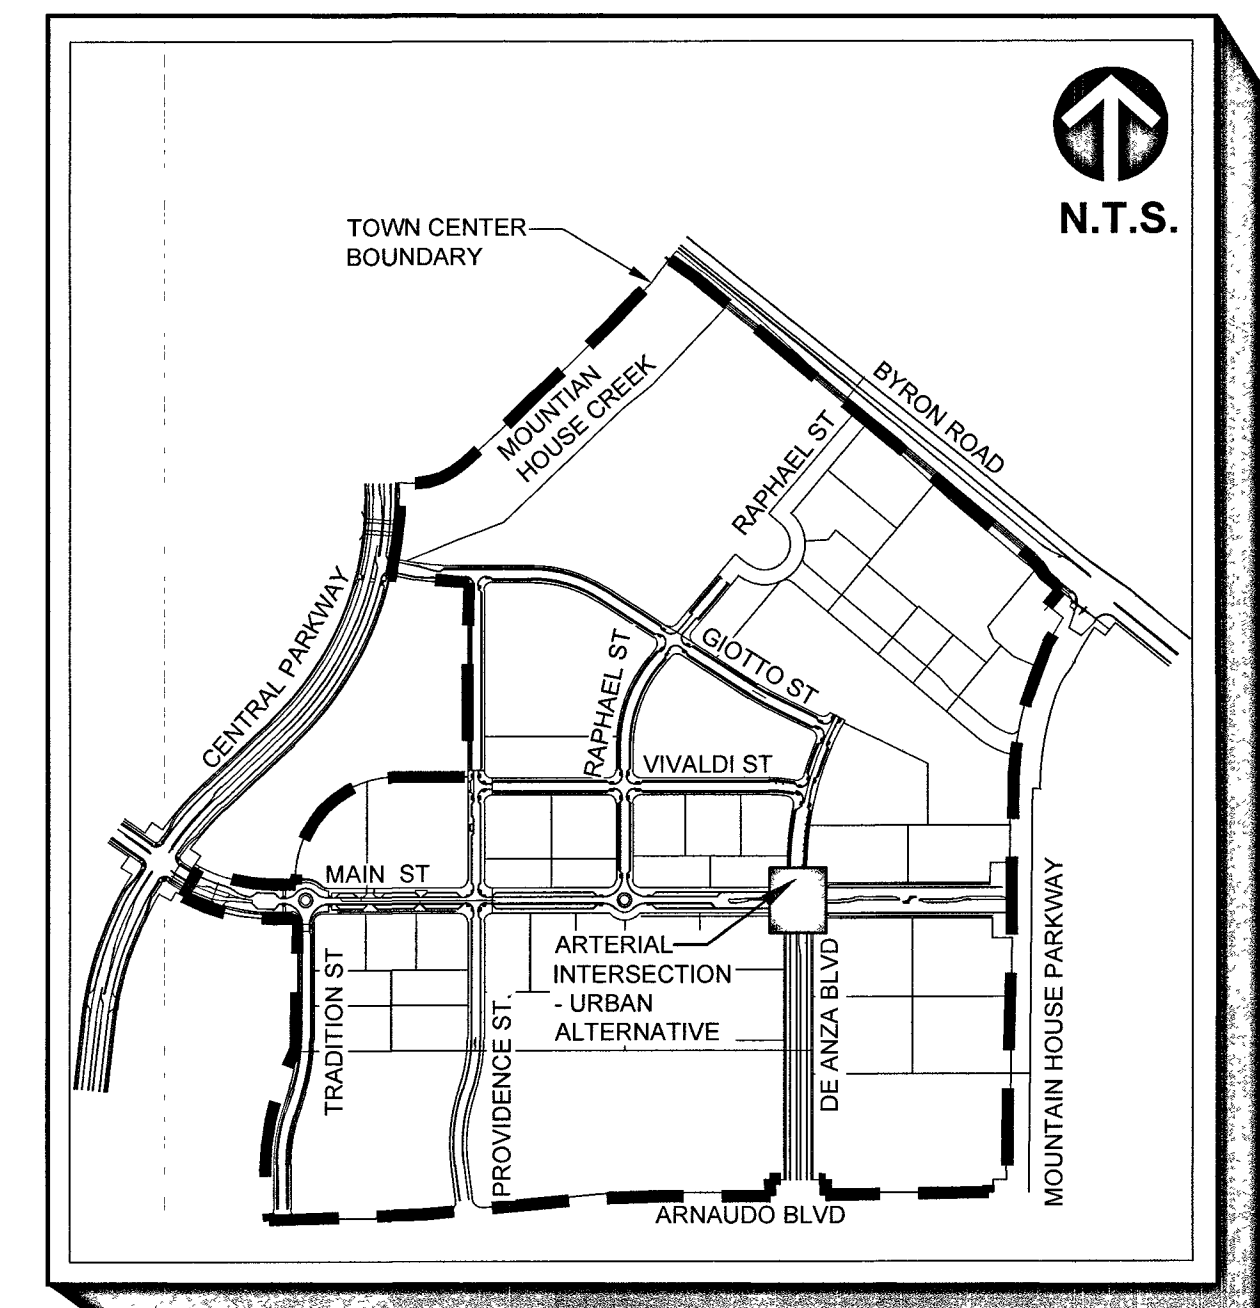 N.T.S.
TOWN CENTER
BOUNDARY
MOUNTIAN
HOUSE CREEK
BYRON ROAD
RAPHAEL ST
CENTRAL PARKWAY
RAPHAEL ST
GIOTTO ST
VIVALDI ST
MAIN ST
ARTERIAL
INTERSECTION
- URBAN
ALTERNATIVE
TRADITION ST
PROVIDENCE ST.
DE ANZA BLVD
MOUNTAIN HOUSE PARKWAY
ARNAUDO BLVD